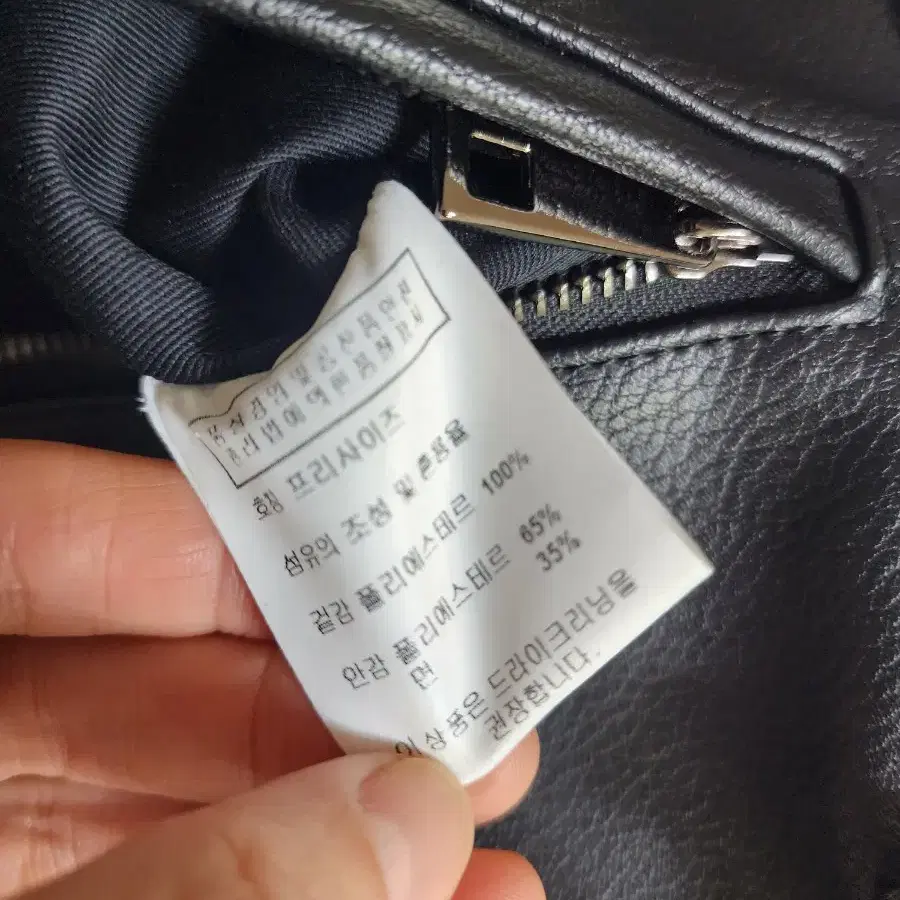 호칭 프리사이즈
섬유의 조성 및 혼용율
겉감 폴리에스테르 100%
안감 폴리에스테르 65%
면 35%
이 상품은 드라이크리닝을
권장합니다.